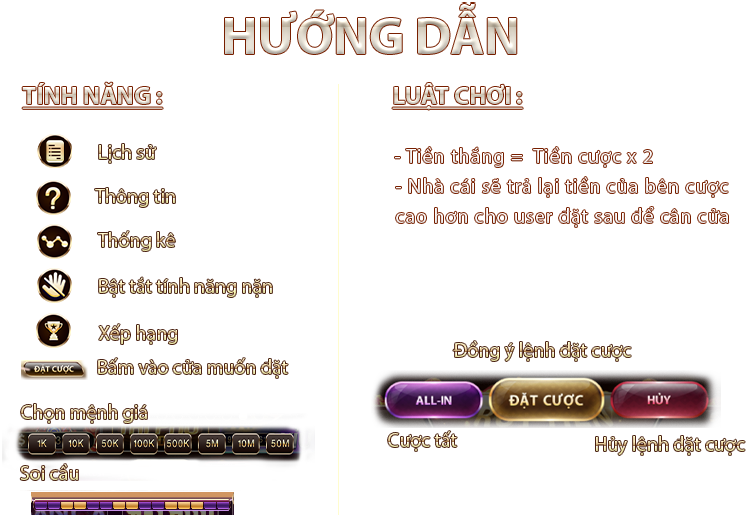 HƯỚNG DẪN
TÍNH NĂNG :
Lịch sử
Thông tin
Thống kê
Bật tắt tính năng nặn
Xếp hạng
ĐẶT CƯỢC
Bấm vào cửa muốn đặt
Chọn mệnh giá
1K 10K 50K 100K 500K 5M 10M 50M
Soi cầu
LUẬT CHƠI :
- Tiền thắng = Tiền cược x 2
- Nhà cái sẽ trả lại tiền của bên cược
cao hơn cho user đặt sau để cân cửa
Đồng ý lệnh đặt cược
ALL-IN ĐẶT CƯỢC HỦY
Cược tất
Hủy lệnh đặt cược